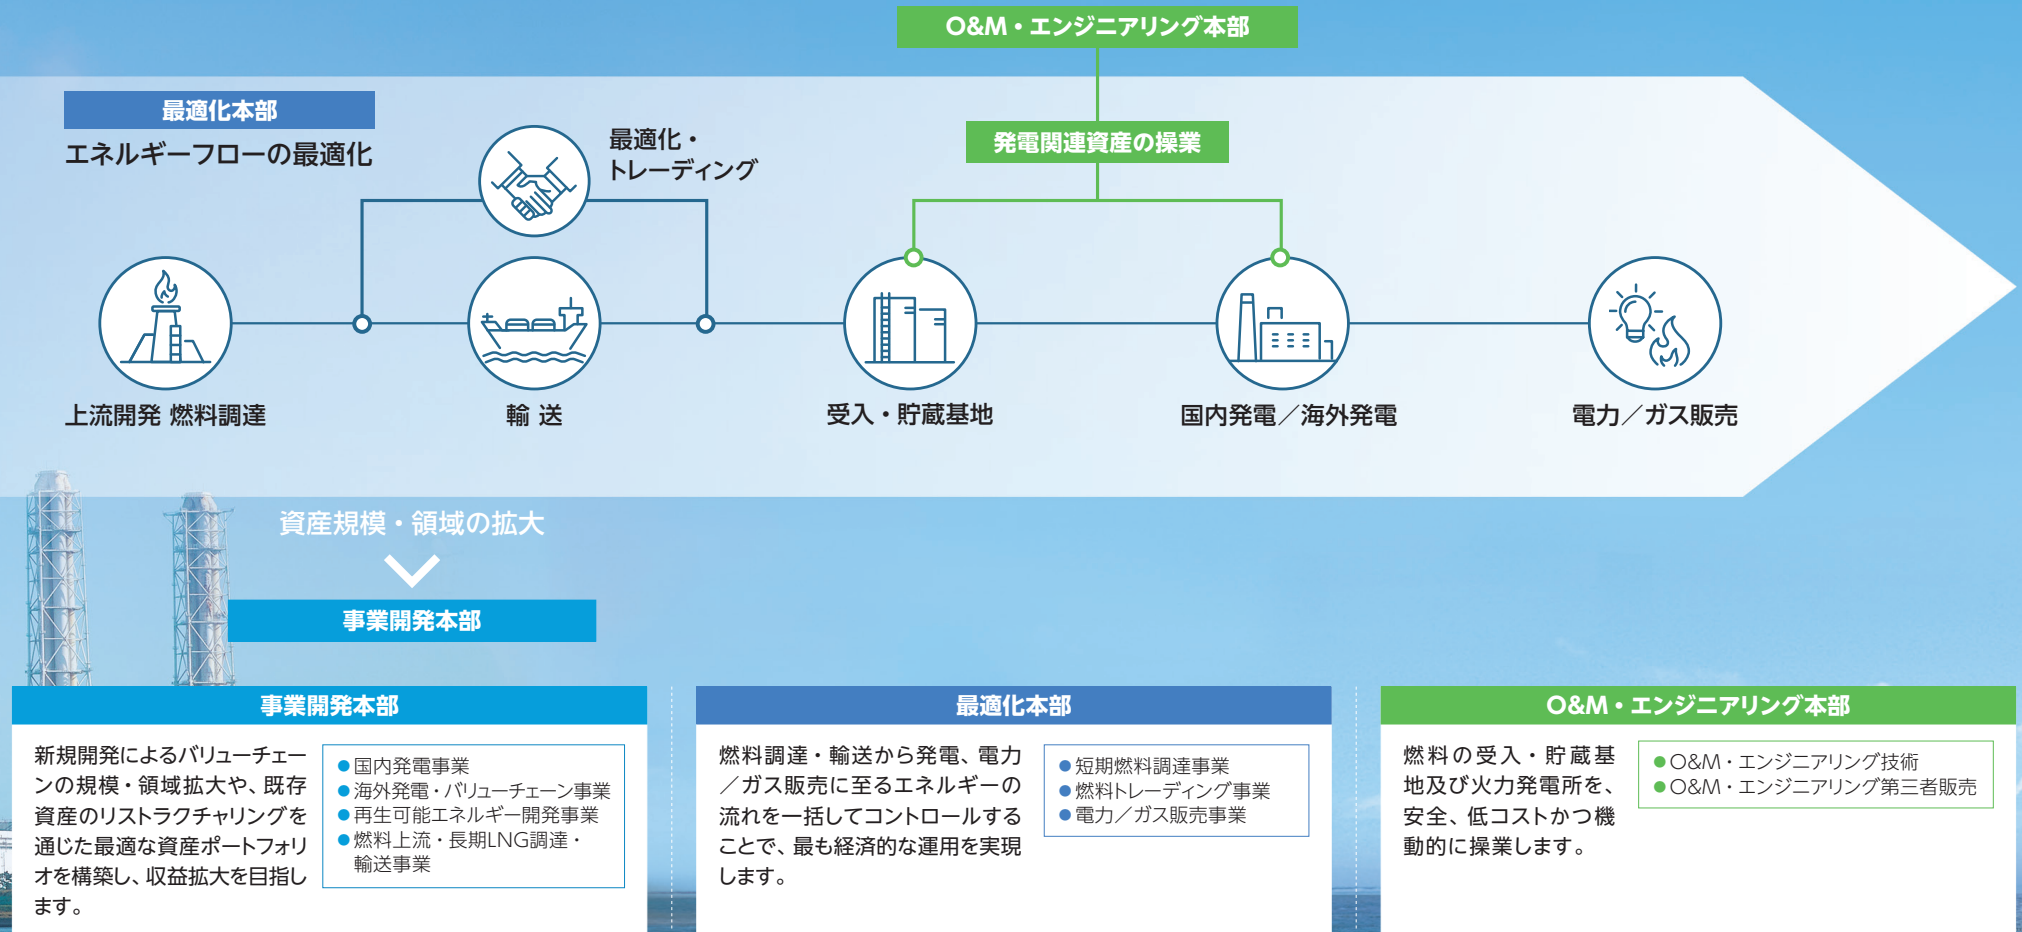 O&M・エンジニアリング本部
最適化本部
エネルギーフローの最適化
最適化・
トレーディング
発電関連資産の操業
上流開発 燃料調達
輸 送
受入・貯蔵基地
国内発電／海外発電
電力／ガス販売
資産規模・領域の拡大
事業開発本部
事業開発本部
新規開発によるバリューチェー
ンの規模・領域拡大や、既存
資産のリストラクチャリングを
通じた最適な資産ポートフォリ
オを構築し、収益拡大を目指し
ます。
●国内発電事業
●海外発電・バリューチェーン事業
●再生可能エネルギー開発事業
●燃料上流・長期LNG調達・
輸送事業
最適化本部
燃料調達・輸送から発電、電力
／ガス販売に至るエネルギーの
流れを一括してコントロールする
ことで、最も経済的な運用を実現
します。
●短期燃料調達事業
●燃料トレーディング事業
●電力／ガス販売事業
O&M・エンジニアリング本部
燃料の受入・貯蔵基
地及び火力発電所を、
安全、低コストかつ機
動的に操業します。
●O&M・エンジニアリング技術
●O&M・エンジニアリング第三者販売